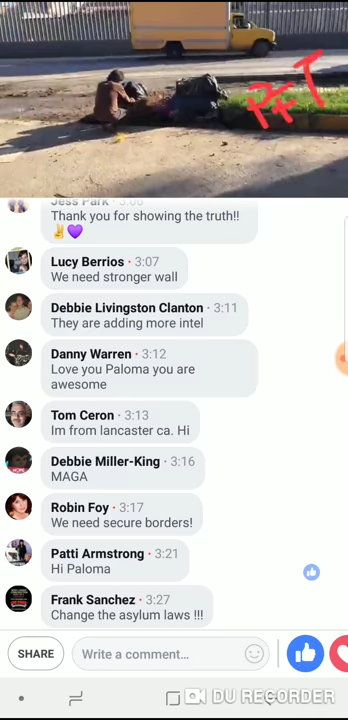 PFT
Jess Park · 3:06
Thank you for showing the truth!!
✌💜
Lucy Berrios · 3:07
We need stronger wall
Debbie Livingston Clanton · 3:11
They are adding more intel
Danny Warren · 3:12
Love you Paloma you are
awesome
Tom Ceron · 3:13
Im from lancaster ca. Hi
Debbie Miller-King · 3:16
MAGA
Robin Foy · 3:17
We need secure borders!
Patti Armstrong · 3:21
Hi Paloma
Frank Sanchez · 3:27
Change the asylum laws !!!
SHARE
Write a comment...
DU RECORDER